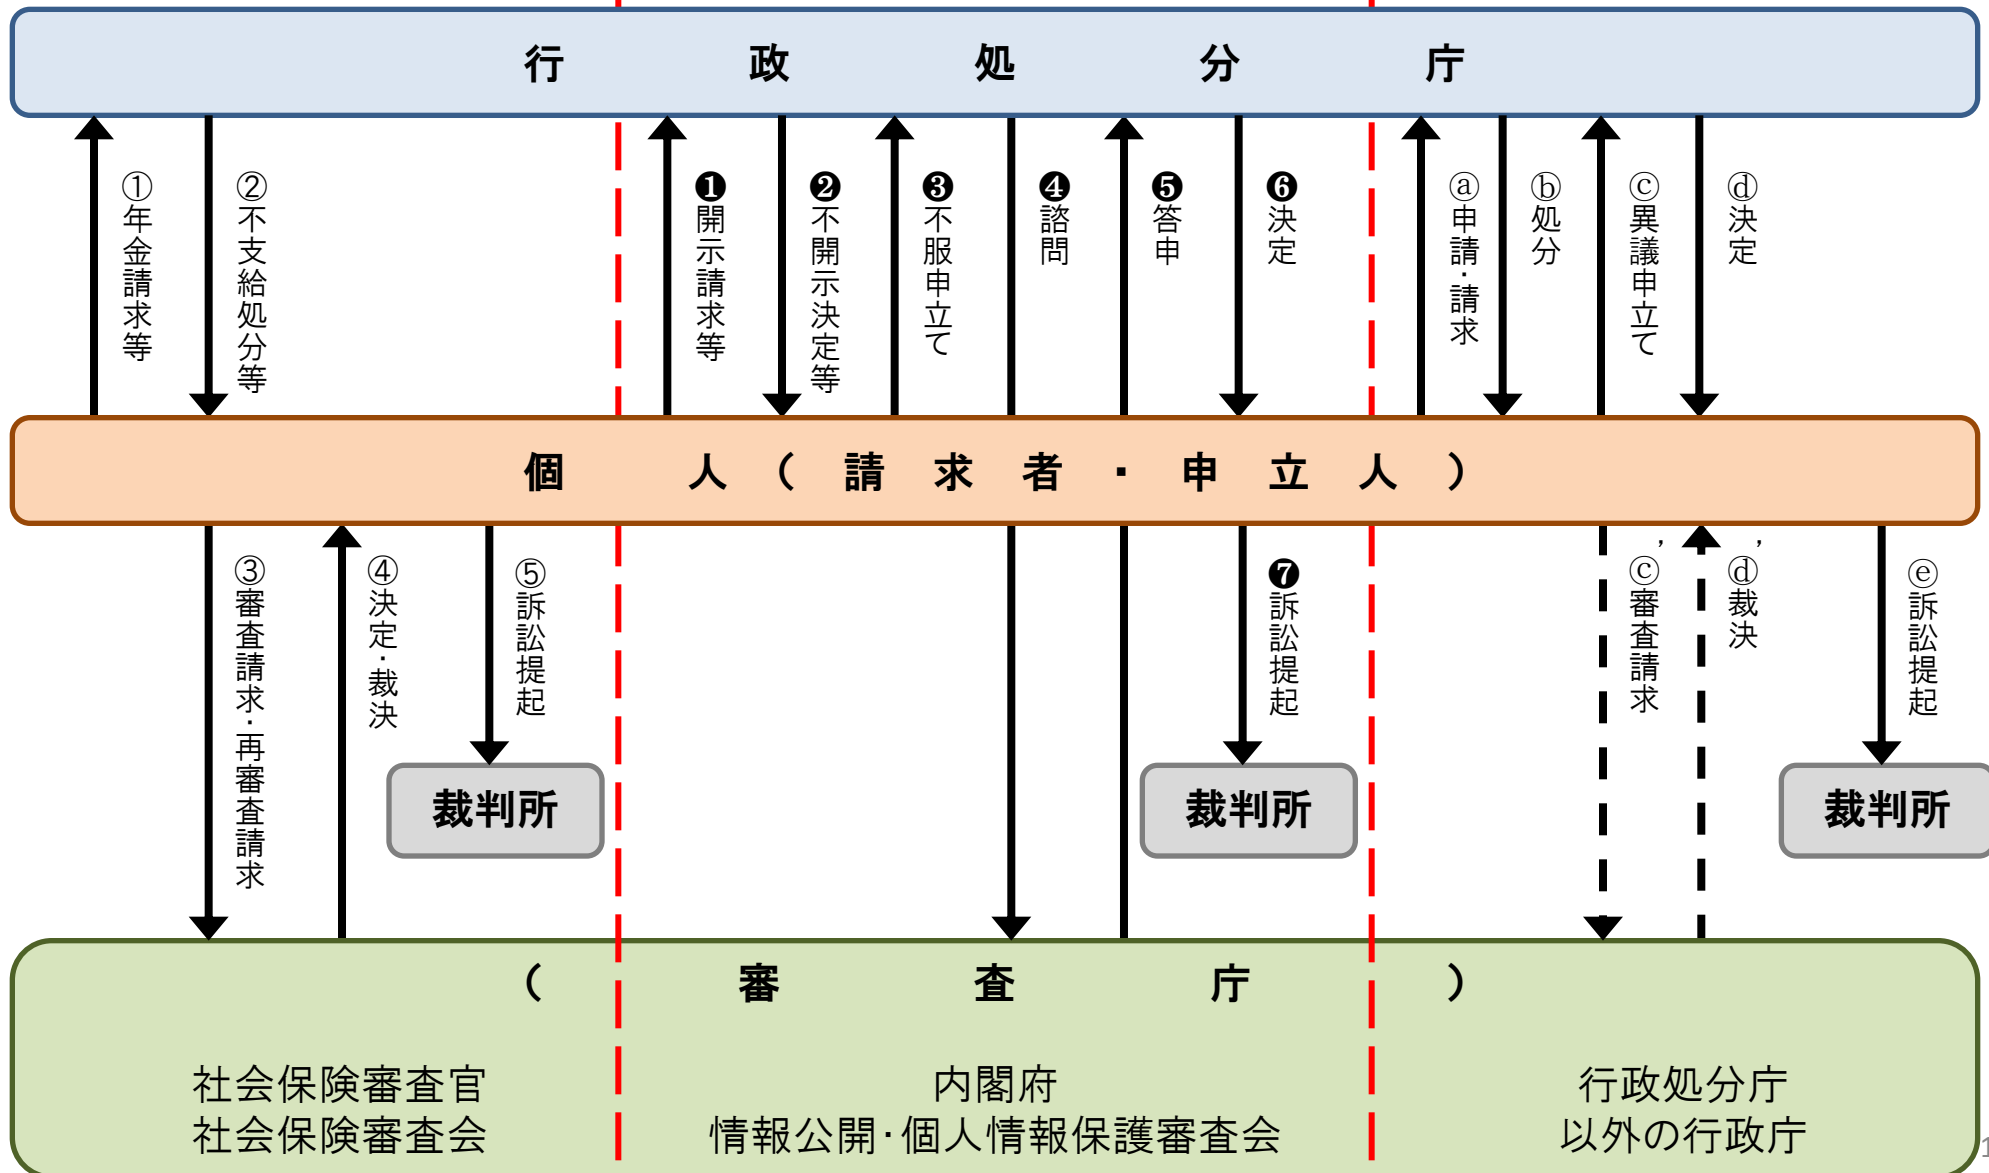 行政処分庁
①年金請求等
②不支給処分等
❶開示請求等
❷不開示決定等
❸不服申立て
❹諮問
❺答申
❻決定
ⓐ申請・請求
ⓑ処分
ⓒ異議申立て
ⓓ決定
個人(請求者・申立人)
③審査請求・再審査請求
④決定・裁決
⑤訴訟提起
❼訴訟提起
ⓒ’審査請求
ⓓ’裁決
ⓔ訴訟提起
裁判所
裁判所
裁判所
(審査庁)
社会保険審査官
社会保険審査会
内閣府
情報公開・個人情報保護審査会
行政処分庁
以外の行政庁
1